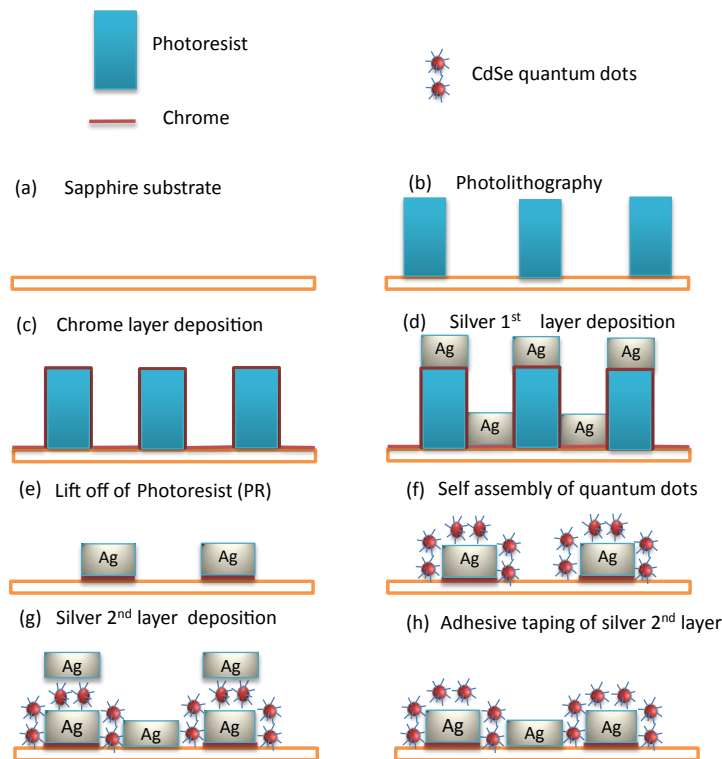 Photoresist
CdSe quantum dots
Chrome
(a) Sapphire substrate
(b) Photolithography
(c) Chrome layer deposition
(d) Silver 1st layer deposition
Ag Ag Ag
Ag Ag
(e) Lift off of Photoresist (PR)
(f) Self assembly of quantum dots
Ag Ag
Ag Ag
(g) Silver 2nd layer deposition
(h) Adhesive taping of silver 2nd layer
Ag Ag
Ag Ag
Ag
Ag Ag
Ag